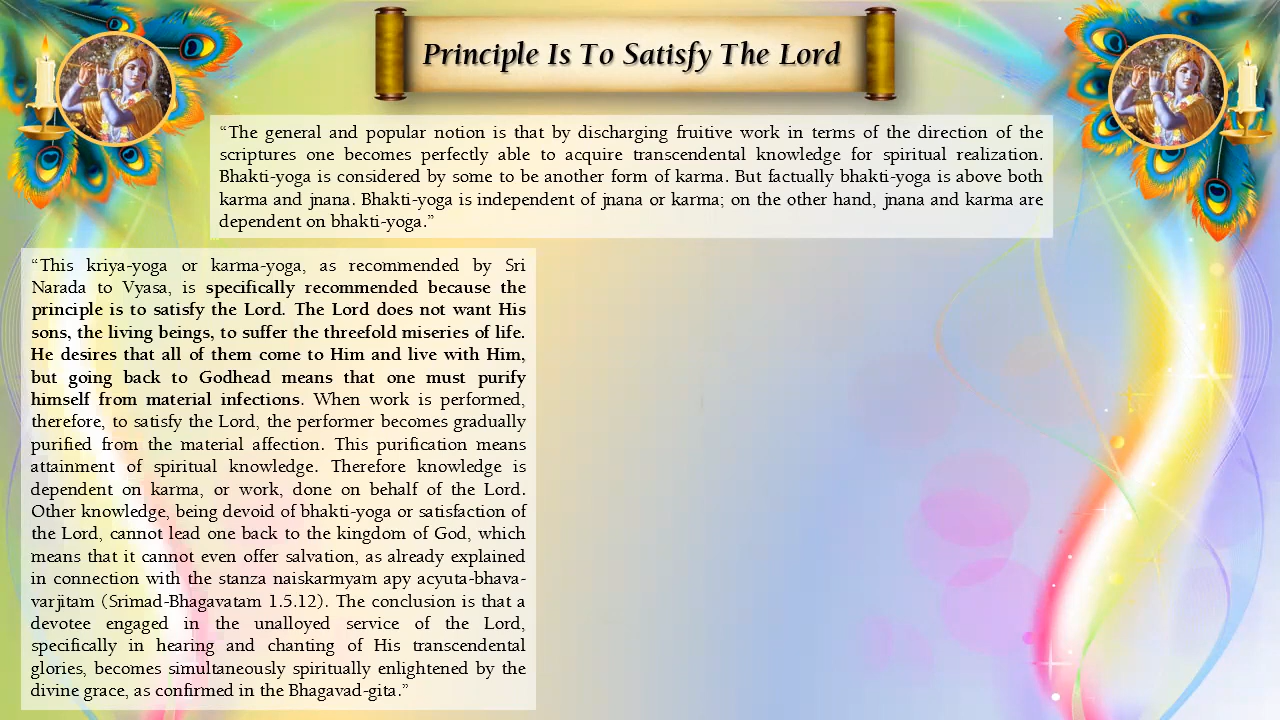 Principle Is To Satisfy The Lord
“The general and popular notion is that by discharging fruitive work in terms of the direction of the
scriptures one becomes perfectly able to acquire transcendental knowledge for spiritual realization.
Bhakti-yoga is considered by some to be another form of karma. But factually bhakti-yoga is above both
karma and jnana. Bhakti-yoga is independent of jnana or karma; on the other hand, jnana and karma are
dependent on bhakti-yoga.”
“This kriya-yoga or karma-yoga, as recommended by Sri
Narada to Vyasa, is specifically recommended because the
principle is to satisfy the Lord. The Lord does not want His
sons, the living beings, to suffer the threefold miseries of life.
He desires that all of them come to Him and live with Him,
but going back to Godhead means that one must purify
himself from material infections. When work is performed,
therefore, to satisfy the Lord, the performer becomes gradually
purified from the material affection. This purification means
attainment of spiritual knowledge. Therefore knowledge is
dependent on karma, or work, done on behalf of the Lord.
Other knowledge, being devoid of bhakti-yoga or satisfaction of
the Lord, cannot lead one back to the kingdom of God, which
means that it cannot even offer salvation, as already explained
in connection with the stanza naiskarmyam apy acyuta-bhava-
varjitam (Srimad-Bhagavatam 1.5.12). The conclusion is that a
devotee engaged in the unalloyed service of the Lord,
specifically in hearing and chanting of His transcendental
glories, becomes simultaneously spiritually enlightened by the
divine grace, as confirmed in the Bhagavad-gita.”